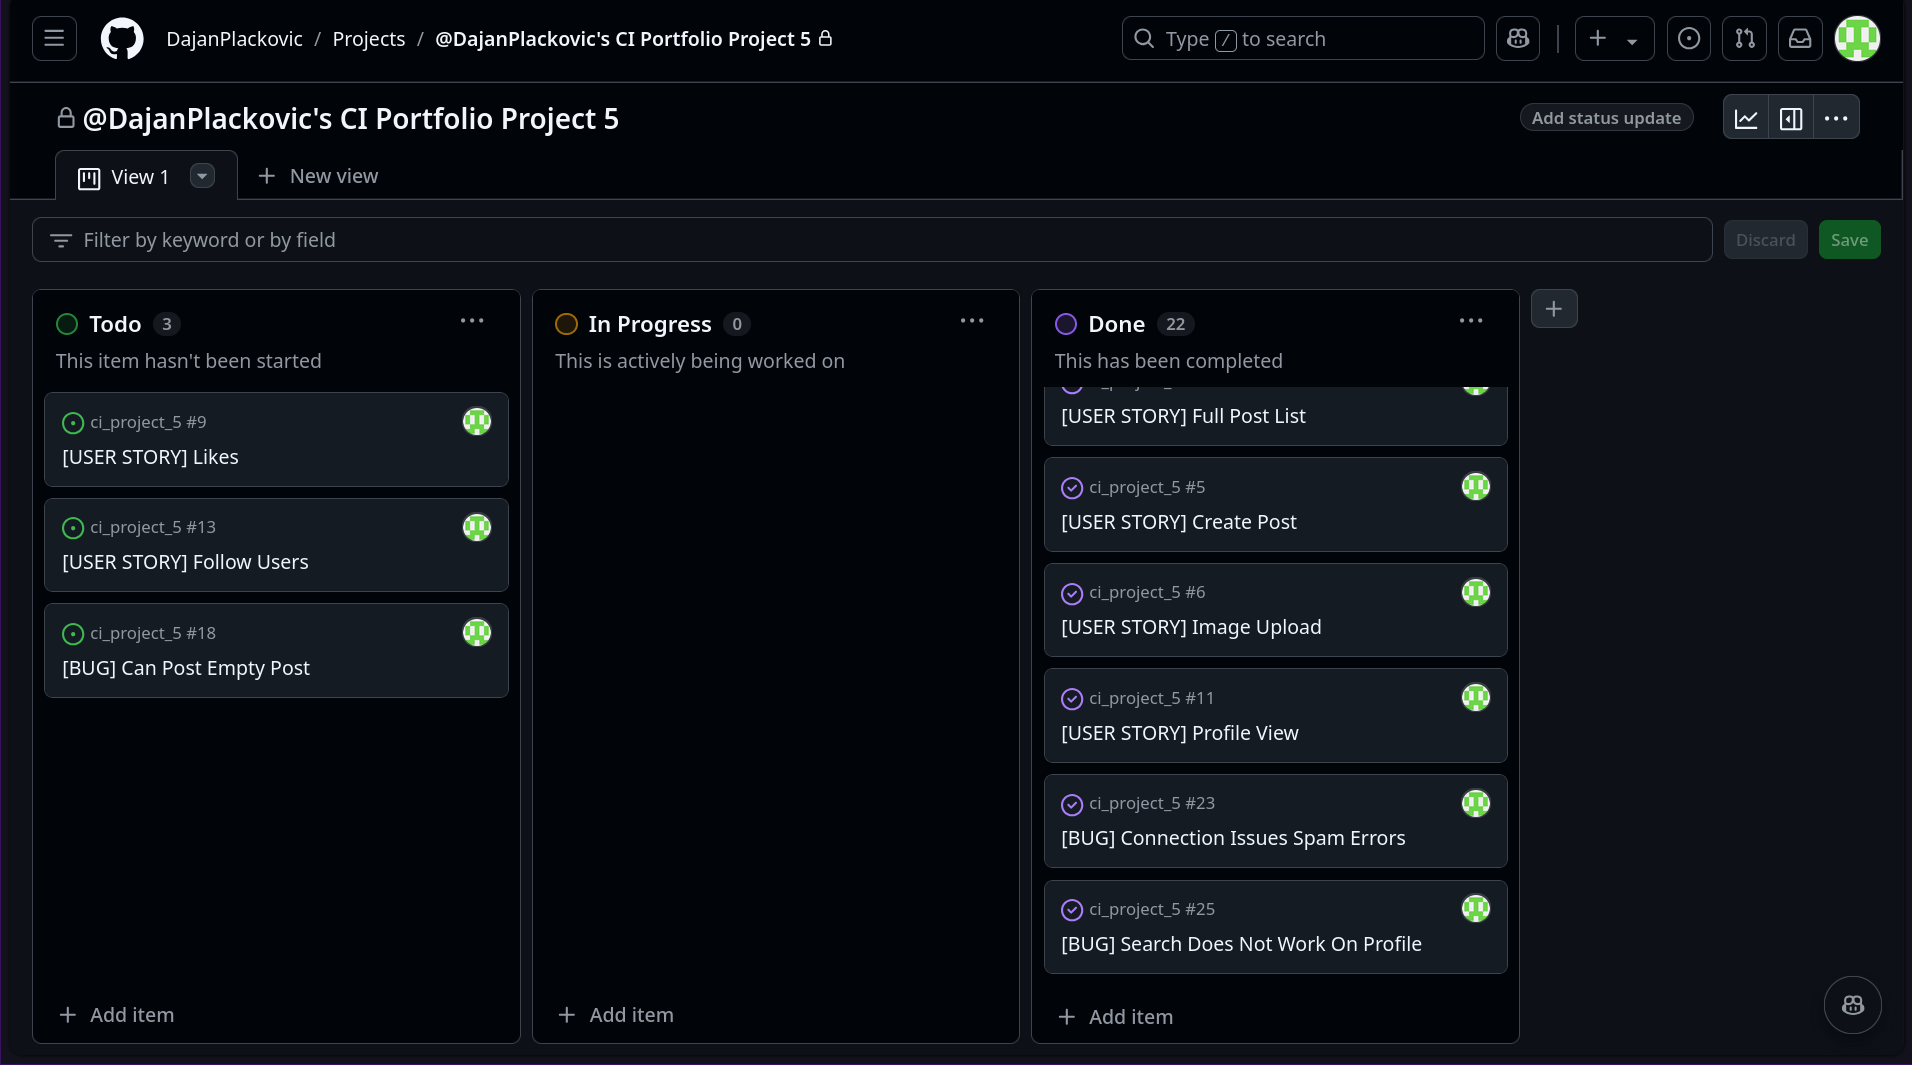 DajanPlackovic / Projects / @DajanPlackovic's CI Portfolio Project 5
Type / to search
@DajanPlackovic's CI Portfolio Project 5
Add status update
View 1
New view
Filter by keyword or by field
Discard
Save
Todo 3
This item hasn't been started
ci_project_5 #9
[USER STORY] Likes
ci_project_5 #13
[USER STORY] Follow Users
ci_project_5 #18
[BUG] Can Post Empty Post
Add item
In Progress 0
This is actively being worked on
Add item
Done 22
This has been completed
[USER STORY] Full Post List
ci_project_5 #5
[USER STORY] Create Post
ci_project_5 #6
[USER STORY] Image Upload
ci_project_5 #11
[USER STORY] Profile View
ci_project_5 #23
[BUG] Connection Issues Spam Errors
ci_project_5 #25
[BUG] Search Does Not Work On Profile
Add item